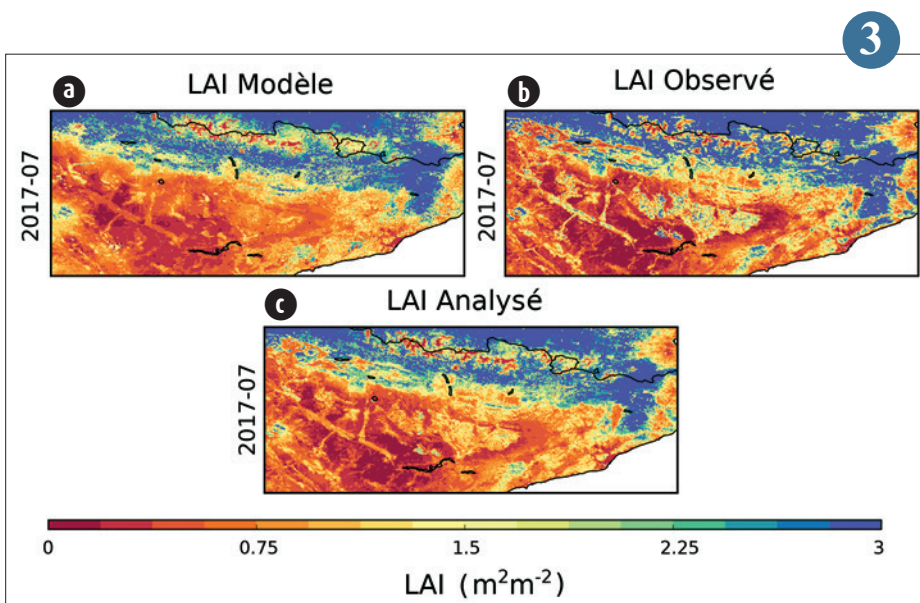 3
a LAI Modèle
2017-07
b LAI Observé
2017-07
c LAI Analysé
2017-07
0 0.75 1.5 2.25 3
LAI (m²m⁻²)